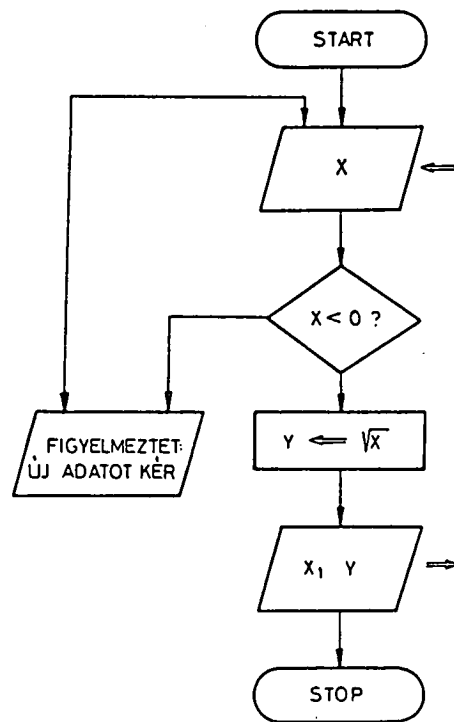 START
X
X < 0 ?
FIGYELMEZTET:
ÚJ ADATOT KÉR
Y ⇐ √X
X₁ Y
STOP